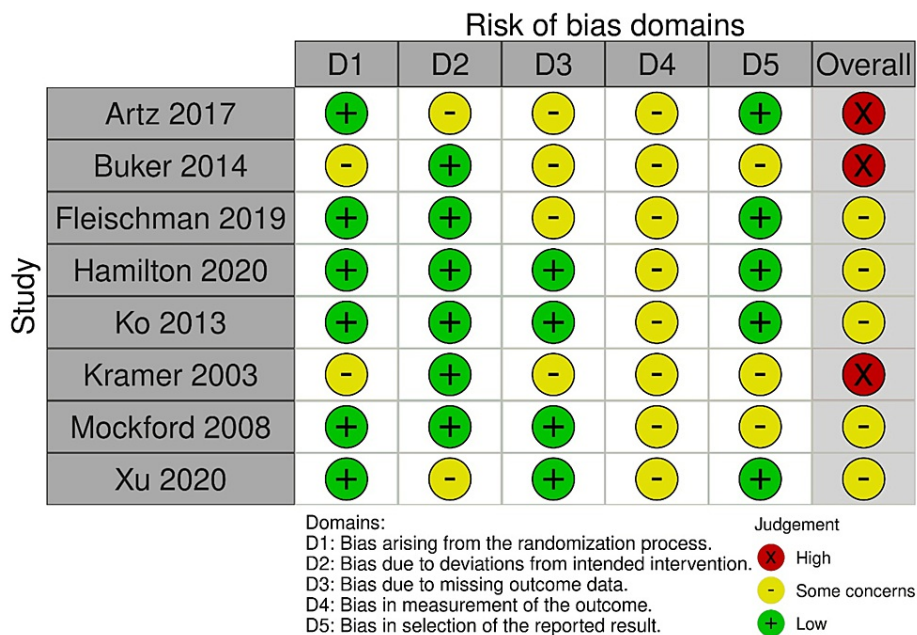 Risk of bias domains
D1 D2 D3 D4 D5 Overall
Study
Artz 2017 + - - - + X
Buker 2014 - + - - - X
Fleischman 2019 + + - - + -
Hamilton 2020 + + + - + -
Ko 2013 + + + - + -
Kramer 2003 - + - - - X
Mockford 2008 + + + - - -
Xu 2020 + - + - + -
Domains:
D1: Bias arising from the randomization process.
D2: Bias due to deviations from intended intervention.
D3: Bias due to missing outcome data.
D4: Bias in measurement of the outcome.
D5: Bias in selection of the reported result.
Judgement
X High
- Some concerns
+ Low